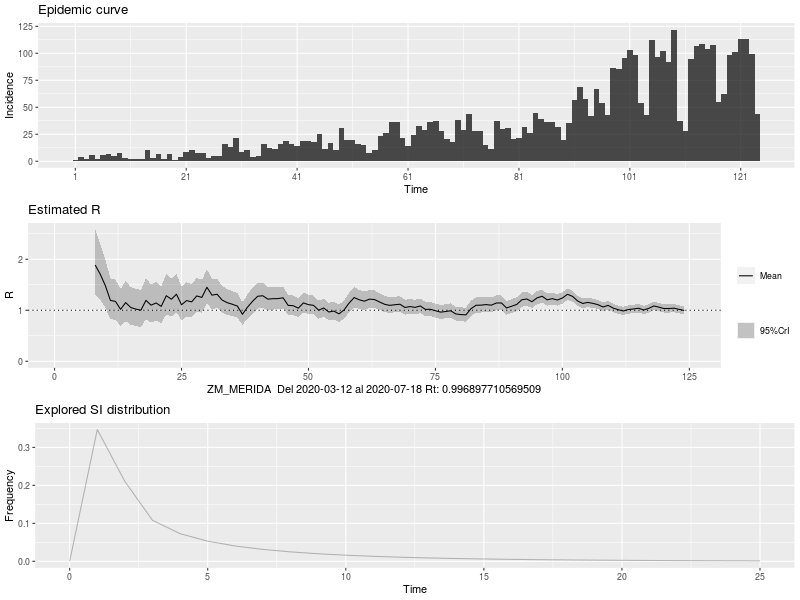 Epidemic curve
125
100
75
50
25
0
Incidence
1 21 41 61 81 101 121
Time
Estimated R
2
1
0
R
0 25 50 75 100 125
ZM_MERIDA Del 2020-03-12 al 2020-07-18 Rt: 0.996897710569509
Mean
95%CrI
Explored SI distribution
0.3
0.2
0.1
0.0
Frequency
0 5 10 15 20 25
Time